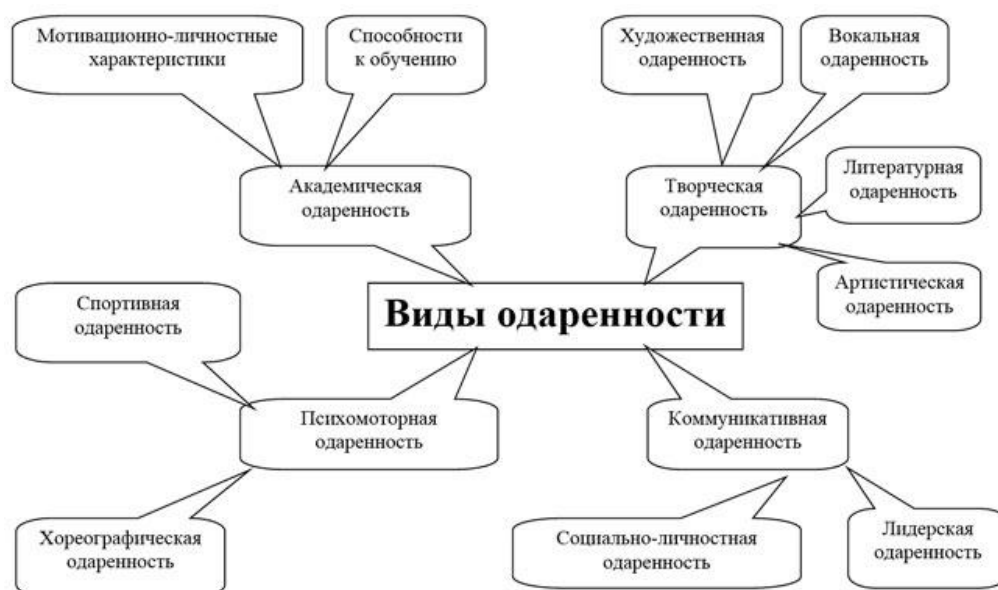 Мотивационно-личностные
характеристики
Способности
к обучению
Художественная
одаренность
Вокальная
одаренность
Академическая
одаренность
Творческая
одаренность
Литературная
одаренность
Артистическая
одаренность
Виды одаренности
Спортивная
одаренность
Психомоторная
одаренность
Коммуникативная
одаренность
Хореографическая
одаренность
Социально-личностная
одаренность
Лидерская
одаренность